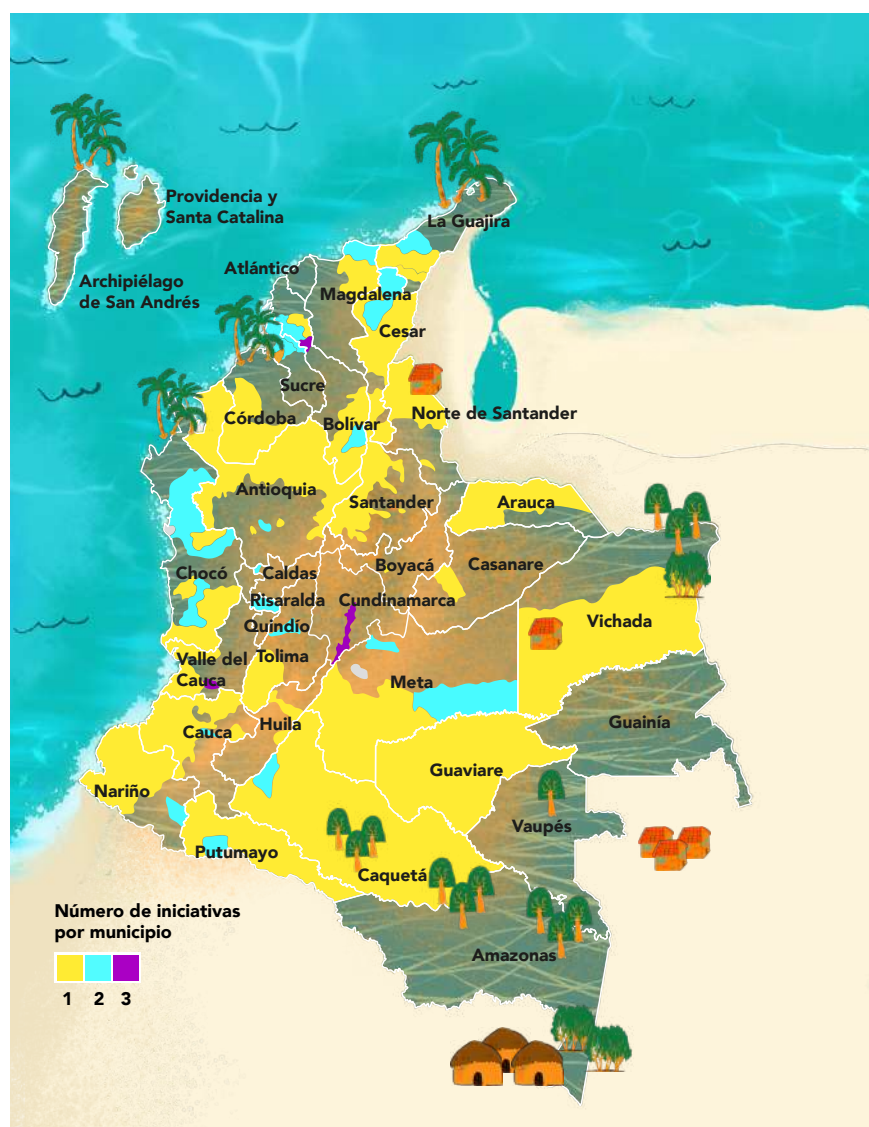 Providencia y
Santa Catalina
La Guajira
Archipiélago
de San Andrés
Atlántico
Magdalena
Cesar
Sucre
Córdoba
Bolívar
Norte de Santander
Antioquia
Santander
Arauca
Chocó
Caldas
Boyacá
Casanare
Risaralda
Cundinamarca
Quindío
Vichada
Valle del
Cauca
Tolima
Meta
Cauca
Huila
Guainía
Guaviare
Nariño
Vaupés
Putumayo
Caquetá
Amazonas
Número de iniciativas
por municipio
1 2 3